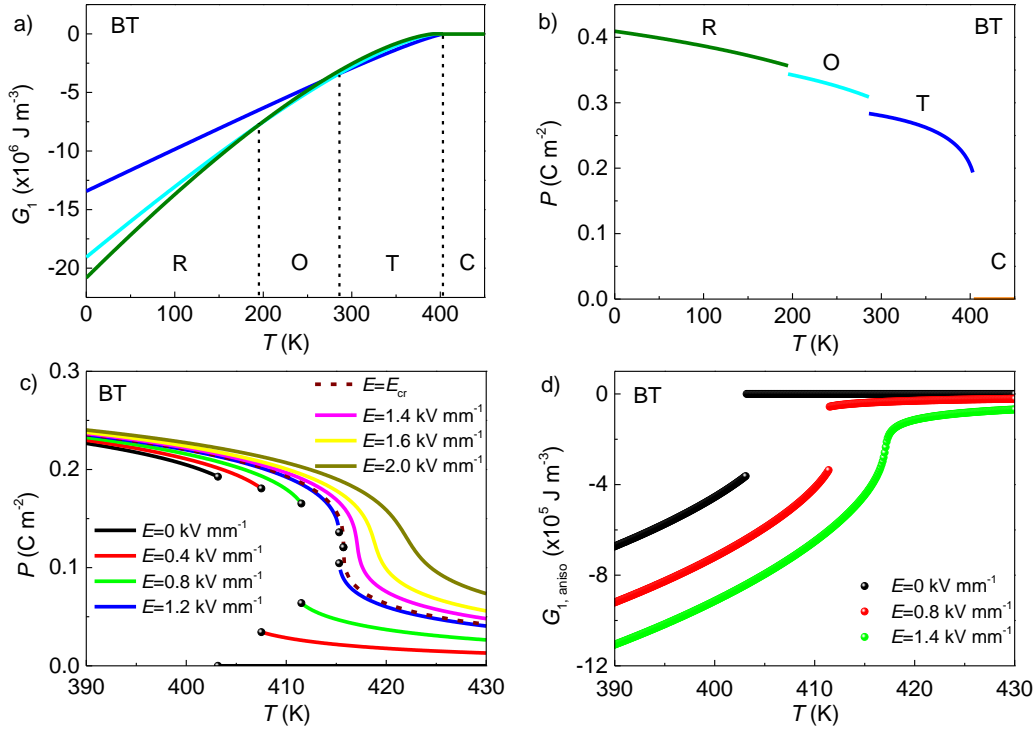 a)
BT
G1 (x10^6 J m^-3)
0
-5
-10
-15
-20
R
O
T
C
0 100 200 300 400
T (K)
b)
BT
P (C m^-2)
0.4
0.3
0.2
0.1
0.0
R
O
T
C
0 100 200 300 400
T (K)
c)
BT
P (C m^-2)
0.3
0.2
0.1
0.0
E=Ecr
E=1.4 kV mm^-1
E=1.6 kV mm^-1
E=2.0 kV mm^-1
E=0 kV mm^-1
E=0.4 kV mm^-1
E=0.8 kV mm^-1
E=1.2 kV mm^-1
390 400 410 420 430
T (K)
d)
BT
G1, aniso (x10^5 J m^-3)
0
-4
-8
-12
E=0 kV mm^-1
E=0.8 kV mm^-1
E=1.4 kV mm^-1
390 400 410 420 430
T (K)